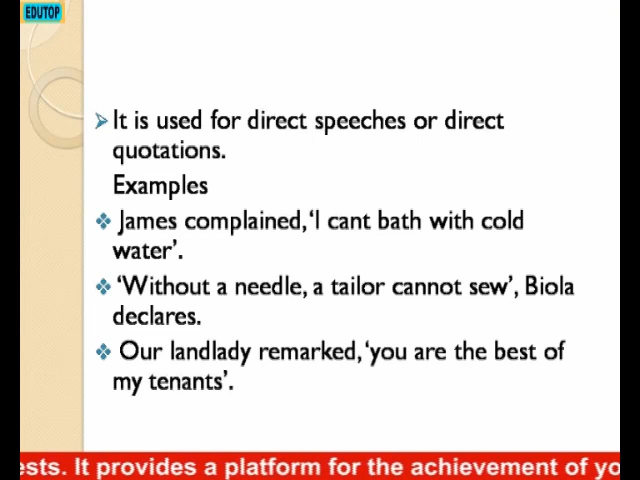 EDUTOP
It is used for direct speeches or direct
quotations.
Examples
James complained,‘I cant bath with cold
water’.
‘Without a needle, a tailor cannot sew’, Biola
declares.
Our landlady remarked,‘you are the best of
my tenants’.
ests. It provides a platform for the achievement of yo